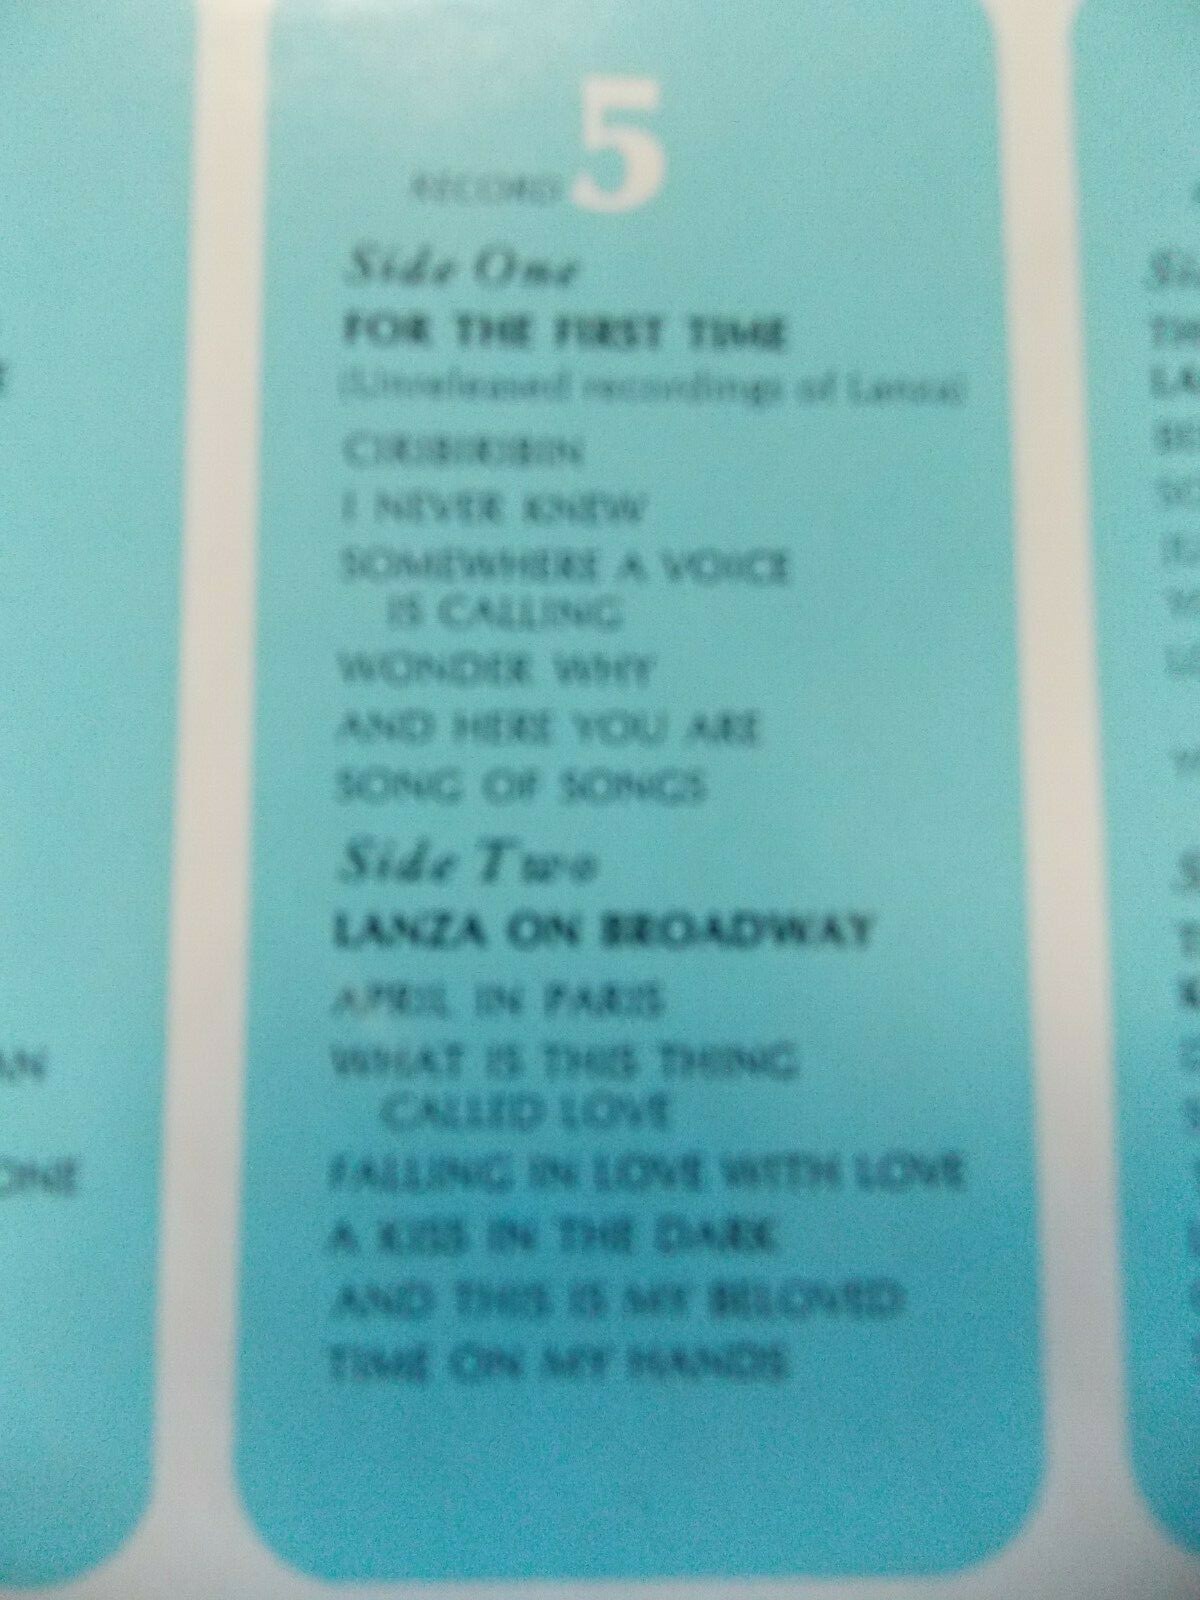 RECORD 5
Side One
FOR THE FIRST TIME
(Unreleased recordings of Lanza)
CIRIBIRIBIN
I NEVER KNEW
SOMEWHERE A VOICE
IS CALLING
WONDER WHY
AND HERE YOU ARE
SONG OF SONGS
Side Two
LANZA ON BROADWAY
APRIL IN PARIS
WHAT IS THIS THING
CALLED LOVE
FALLING IN LOVE WITH LOVE
A KISS IN THE DARK
AND THIS IS MY BELOVED
TIME ON MY HANDS